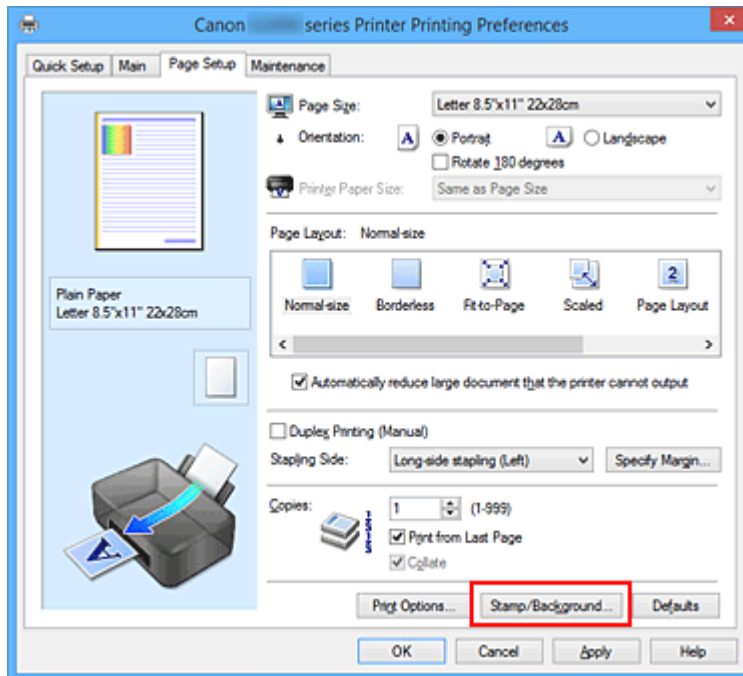 Canon series Printer Printing Preferences
Quick Setup Main Page Setup Maintenance
Page Size: Letter 8.5"x11" 22x28cm
Orientation: A Portrait A Landscape
Rotate 180 degrees
Printer Paper Size: Same as Page Size
Page Layout: Normal-size
2
Normal-size Borderless Fit-to-Page Scaled Page Layout
Plain Paper
Letter 8.5"x11" 22x28cm
Automatically reduce large document that the printer cannot output
Duplex Printing (Manual)
Stapling Side: Long-side stapling (Left) Specify Margin...
Copies: 1 (1-999)
Print from Last Page
Collate
A
Print Options... Stamp/Background... Defaults
OK Cancel Apply Help